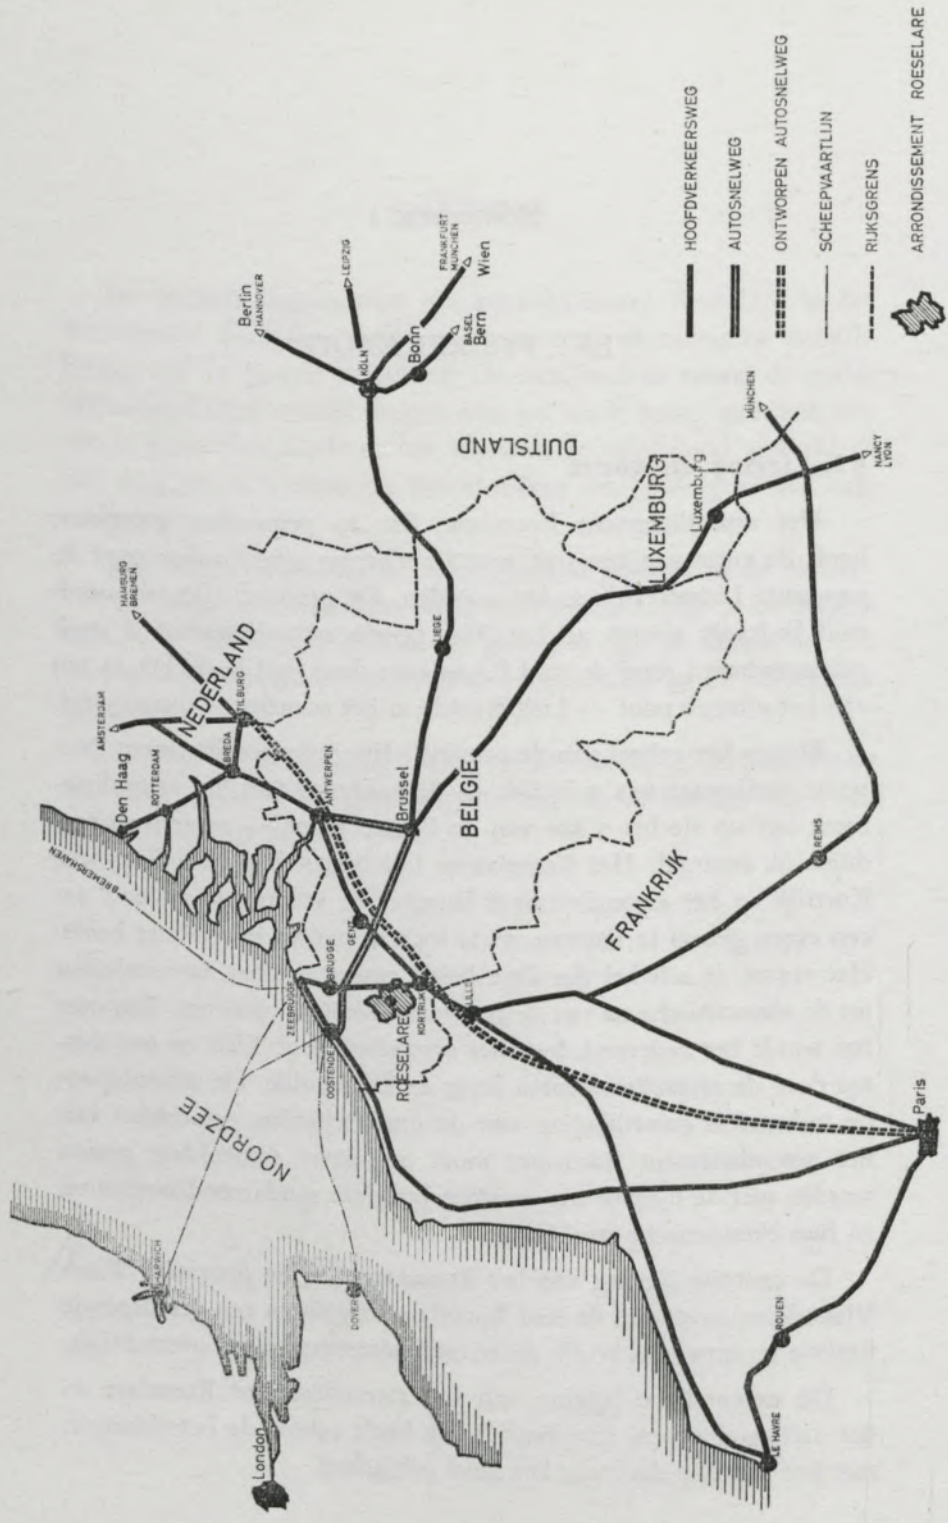 NOORDZEE
London
HARWICH
DOVER
BREMERSHAVEN
Den Haag
ROTTERDAM
AMSTERDAM
HAMBURG
BREMEN
NEDERLAND
BREDA
TILBURG
Berlin
HANNOVER
LEIPZIG
FRANKFURT
MÜNCHEN
Wien
KÖLN
Bonn
BASEL
Bern
DUITSLAND
ZEEBRUGGE
BRUGGE
OOSTENDE
GENT
ANTWERPEN
Brussel
LIEGE
BELGIE
ROESELARE
KORTRIJK
LILLE
LUXEMBURG
Luxemburg
FRANKRIJK
REIMS
MÜNCHEN
NANCY
LYON
LE HAVRE
ROUEN
Paris
HOOFDVERKEERSWEG
AUTOSNELWEG
ONTWORPEN AUTOSNELWEG
SCHEEPVAARTLIJN
RIJKSGRENS
ARRONDISSEMENT ROESELARE